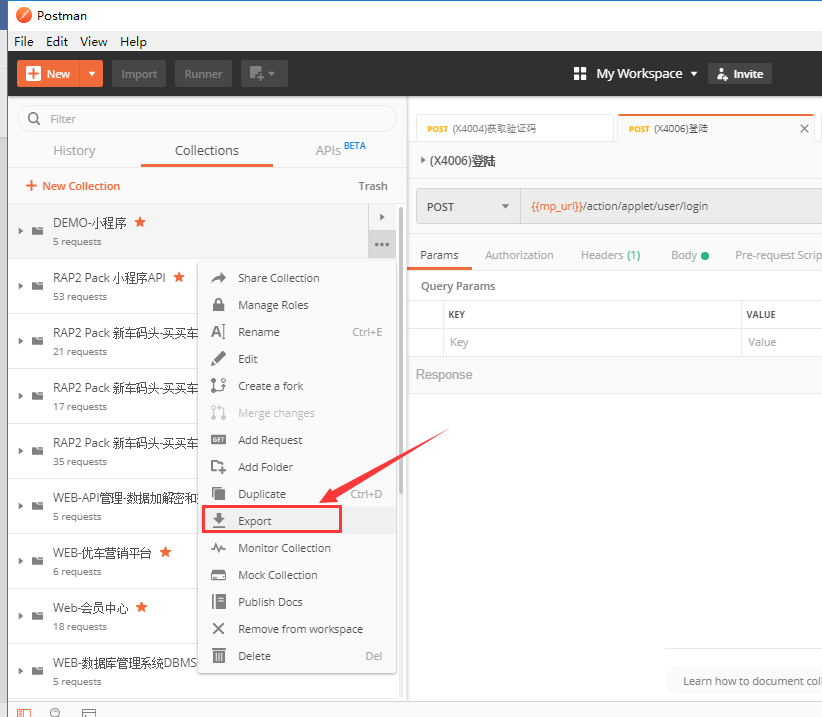 Postman
File Edit View Help
New Import Runner My Workspace Invite
Filter
History Collections APIs BETA
New Collection Trash
DEMO-小程序
5 requests
RAP2 Pack 小程序API
53 requests
RAP2 Pack 新车码头-买买车
21 requests
RAP2 Pack 新车码头-买买车
17 requests
RAP2 Pack 新车码头-买买车
35 requests
WEB-API管理-数据加解密和
5 requests
WEB-优车营销平台
6 requests
Web-会员中心
18 requests
WEB-数据库管理系统DBMS
5 requests
Share Collection
Manage Roles
Rename Ctrl+E
Edit
Create a fork
Merge changes
GET Add Request
Add Folder
Duplicate Ctrl+D
Export
Monitor Collection
Mock Collection
Publish Docs
Remove from workspace
Delete Del
POST (X4004)获取验证码 POST (X4006)登陆
(X4006)登陆
POST {{mp_url}}/action/applet/user/login
Params Authorization Headers (1) Body Pre-request Scrip
Query Params
KEY VALUE
Key Value
Response
Learn how to document coll